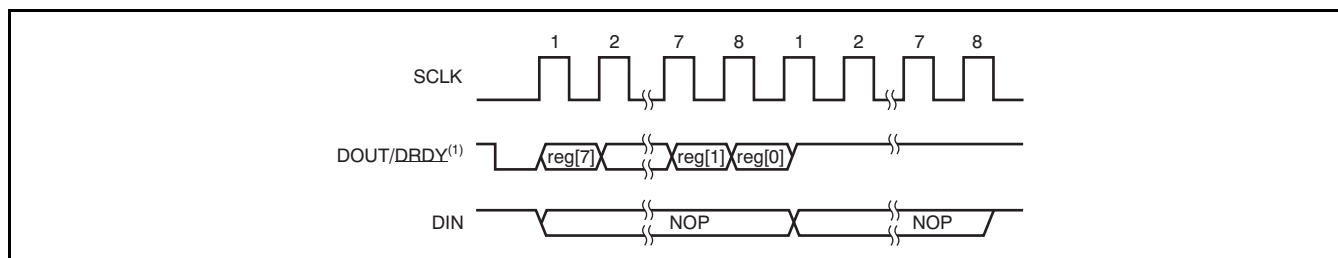 1 2 7 8 1 2 7 8
SCLK
DOUT/DRDY(1) reg[7] reg[1] reg[0]
DIN NOP NOP